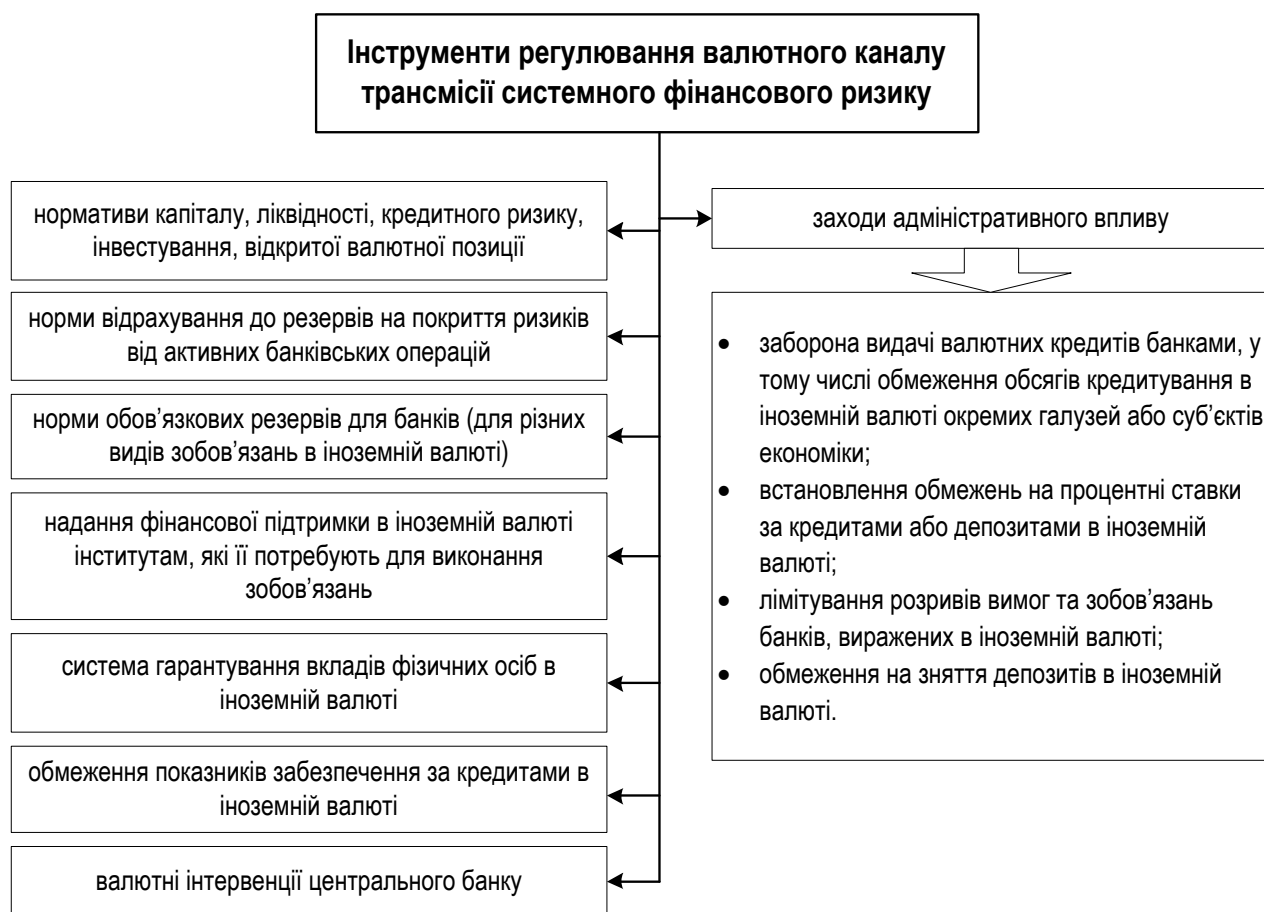 Інструменти регулювання валютного каналу
трансмісії системного фінансового ризику
нормативи капіталу, ліквідності, кредитного ризику,
інвестування, відкритої валютної позиції
норми відрахування до резервів на покриття ризиків
від активних банківських операцій
норми обов’язкових резервів для банків (для різних
видів зобов’язань в іноземній валюті)
надання фінансової підтримки в іноземній валюті
інститутам, які її потребують для виконання
зобов’язань
система гарантування вкладів фізичних осіб в
іноземній валюті
обмеження показників забезпечення за кредитами в
іноземній валюті
валютні інтервенції центрального банку
заходи адміністративного впливу
• заборона видачі валютних кредитів банками, у
тому числі обмеження обсягів кредитування в
іноземній валюті окремих галузей або суб’єктів
економіки;
• встановлення обмежень на процентні ставки
за кредитами або депозитами в іноземній
валюті;
• лімітування розривів вимог та зобов’язань
банків, виражених в іноземній валюті;
• обмеження на зняття депозитів в іноземній
валюті.